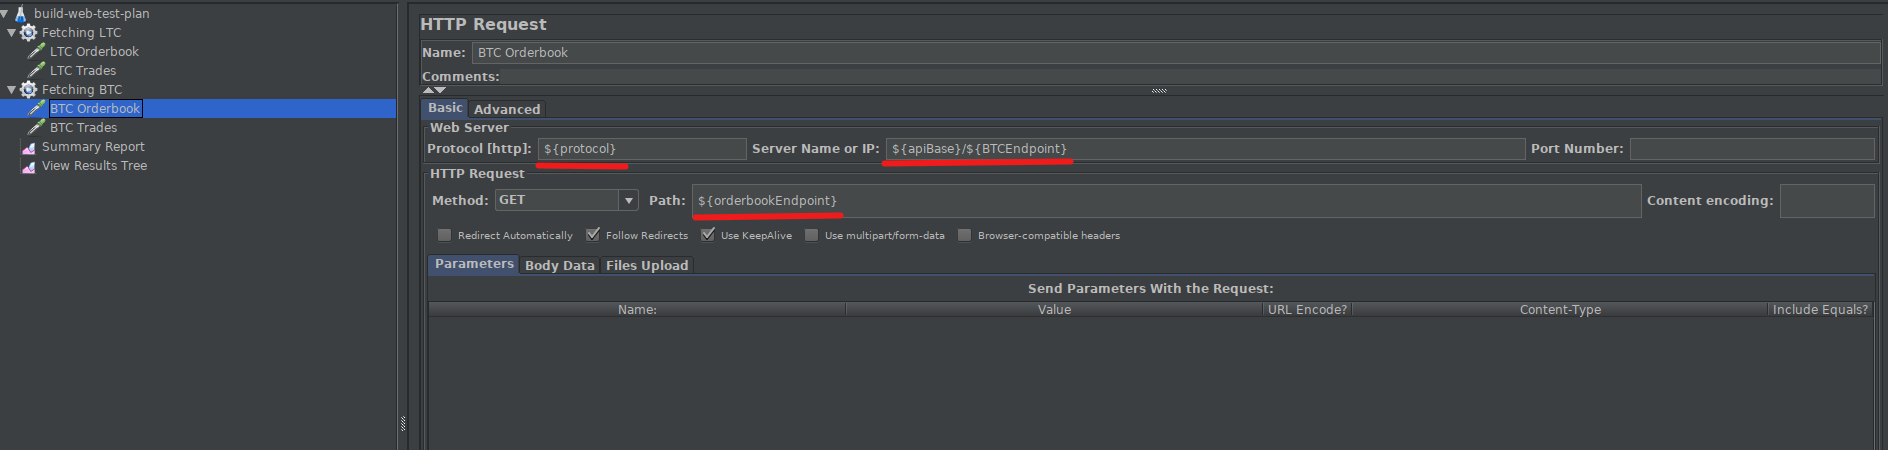 build-web-test-plan
Fetching LTC
LTC Orderbook
LTC Trades
Fetching BTC
BTC Orderbook
BTC Trades
Summary Report
View Results Tree
HTTP Request
Name: BTC Orderbook
Comments:
Basic Advanced
Web Server
Protocol [http]: ${protocol} Server Name or IP: ${apiBase}/${BTCEndpoint} Port Number:
HTTP Request
Method: GET Path: ${orderbookEndpoint} Content encoding:
Redirect Automatically Follow Redirects Use KeepAlive Use multipart/form-data Browser-compatible headers
Parameters Body Data Files Upload
Send Parameters With the Request:
Name: Value URL Encode? Content-Type Include Equals?